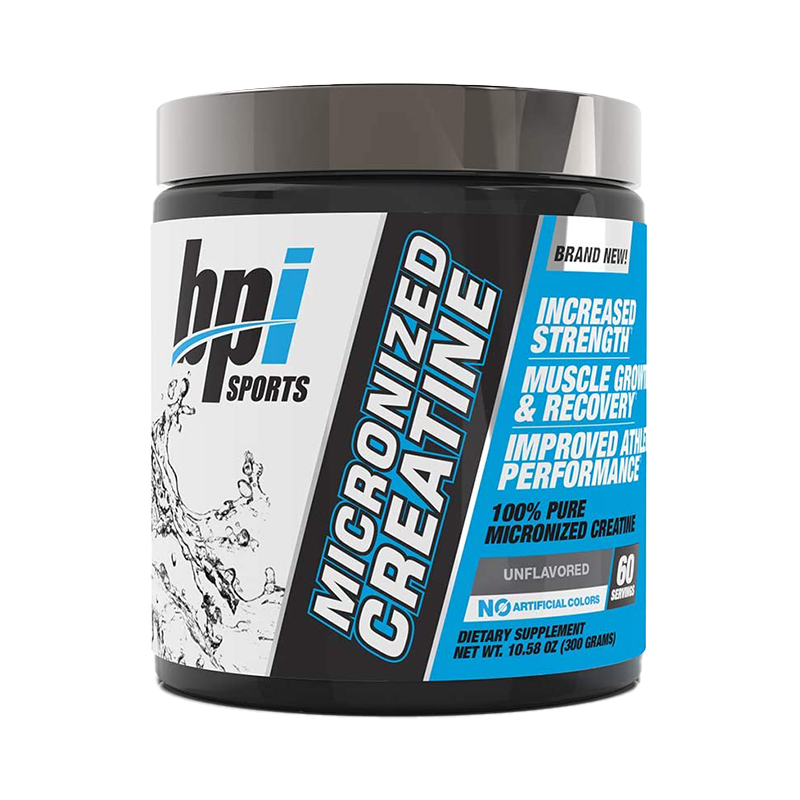 bpi
SPORTS
MICRONIZED
CREATINE
BRAND NEW!
INCREASED
STRENGTH
MUSCLE GROWT
& RECOVERY
IMPROVED ATHLE
PERFORMANCE
100% PURE
MICRONIZED CREATINE
UNFLAVORED
60
SERVINGS
NO ARTIFICIAL COLORS
DIETARY SUPPLEMENT
NET WT. 10.58 OZ (300 GRAMS)